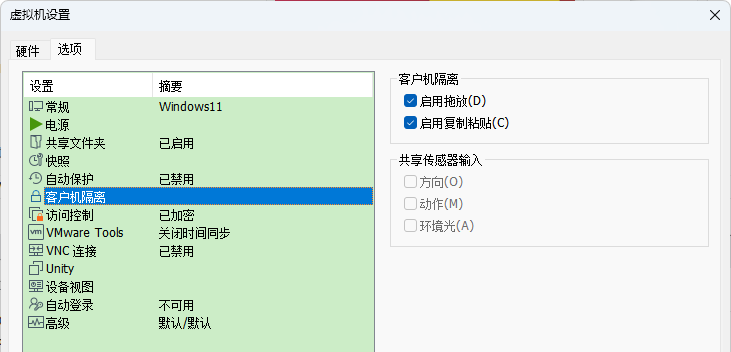 虚拟机设置
硬件 选项
设置 摘要
常规 Windows11
电源
共享文件夹 已启用
快照
自动保护 已禁用
客户机隔离
访问控制 已加密
VMware Tools 关闭时间同步
VNC 连接 已禁用
Unity
设备视图
自动登录 不可用
高级 默认/默认
客户机隔离
启用拖放(D)
启用复制粘贴(C)
共享传感器输入
方向(O)
动作(M)
环境光(A)